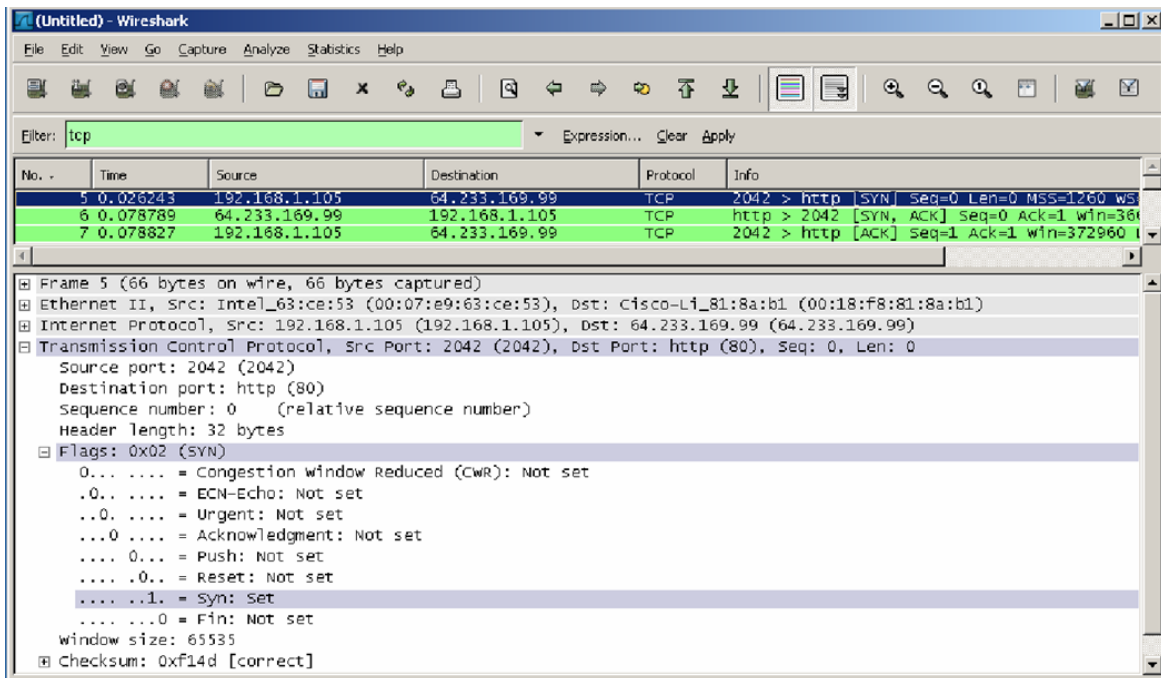 (Untitled) - Wireshark
File Edit View Go Capture Analyze Statistics Help
Filter: tcp Expression... Clear Apply
No. Time Source Destination Protocol Info
5 0.026243 192.168.1.105 64.233.169.99 TCP 2042 > http [SYN] Seq=0 Len=0 MSS=1260 WS
6 0.078789 64.233.169.99 192.168.1.105 TCP http > 2042 [SYN, ACK] Seq=0 Ack=1 Win=366
7 0.078827 192.168.1.105 64.233.169.99 TCP 2042 > http [ACK] Seq=1 Ack=1 Win=372960
Frame 5 (66 bytes on wire, 66 bytes captured)
Ethernet II, Src: Intel_63:ce:53 (00:07:e9:63:ce:53), Dst: Cisco-Li_81:8a:b1 (00:18:f8:81:8a:b1)
Internet Protocol, Src: 192.168.1.105 (192.168.1.105), Dst: 64.233.169.99 (64.233.169.99)
Transmission Control Protocol, Src Port: 2042 (2042), Dst Port: http (80), Seq: 0, Len: 0
Source port: 2042 (2042)
Destination port: http (80)
Sequence number: 0 (relative sequence number)
Header length: 32 bytes
Flags: 0x02 (SYN)
0... .... = Congestion Window Reduced (CWR): Not set
.0.. .... = ECN-Echo: Not set
..0. .... = Urgent: Not set
...0 .... = Acknowledgment: Not set
.... 0... = Push: Not set
.... .0.. = Reset: Not set
.... ..1. = Syn: Set
.... ...0 = Fin: Not set
Window size: 65535
Checksum: 0xf14d [correct]